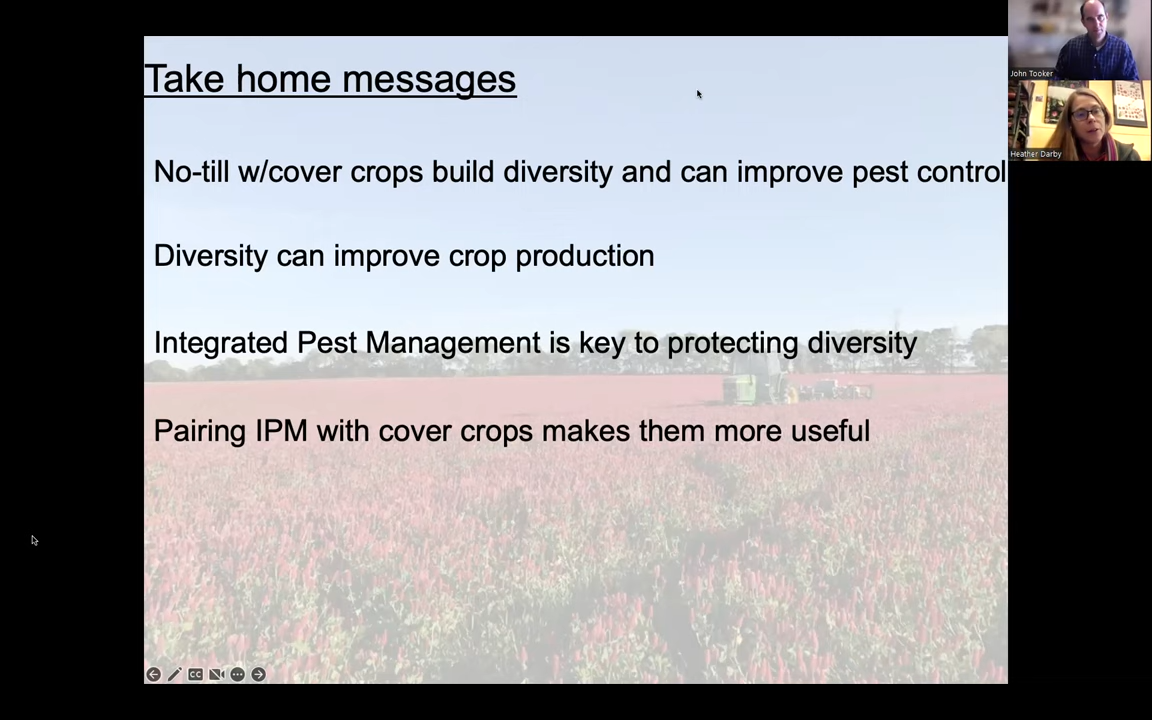 Take home messages
No-till w/cover crops build diversity and can improve pest control
Diversity can improve crop production
Integrated Pest Management is key to protecting diversity
Pairing IPM with cover crops makes them more useful
John Tooker
Heather Darby
CC